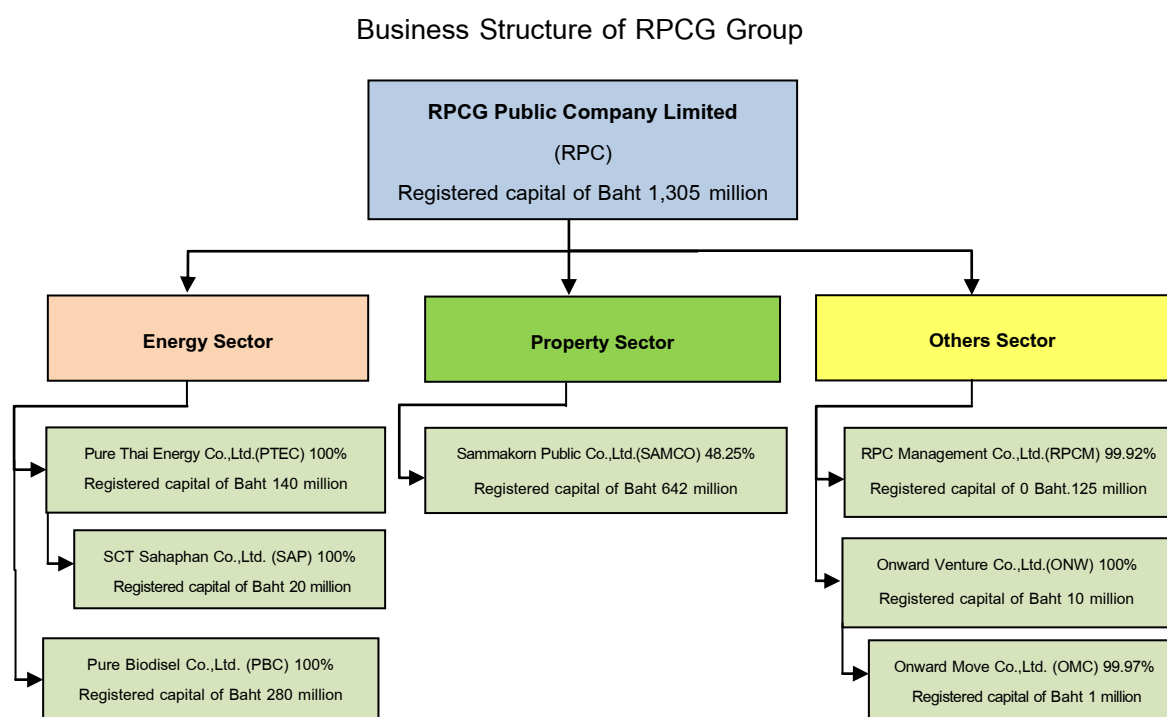 Business Structure of RPCG Group
RPCG Public Company Limited
(RPC)
Registered capital of Baht 1,305 million
Energy Sector
Property Sector
Others Sector
Pure Thai Energy Co.,Ltd.(PTEC) 100%
Registered capital of Baht 140 million
SCT Sahaphan Co.,Ltd. (SAP) 100%
Registered capital of Baht 20 million
Pure Biodisel Co.,Ltd. (PBC) 100%
Registered capital of Baht 280 million
Sammakorn Public Co.,Ltd.(SAMCO) 48.25%
Registered capital of Baht 642 million
RPC Management Co.,Ltd.(RPCM) 99.92%
Registered capital of 0 Baht.125 million
Onward Venture Co.,Ltd.(ONW) 100%
Registered capital of Baht 10 million
Onward Move Co.,Ltd. (OMC) 99.97%
Registered capital of Baht 1 million